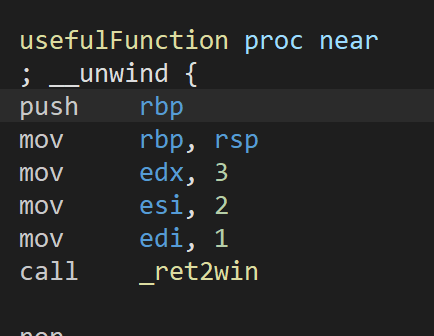 usefulFunction proc near
; __unwind {
push rbp
mov rbp, rsp
mov edx, 3
mov esi, 2
mov edi, 1
call _ret2win